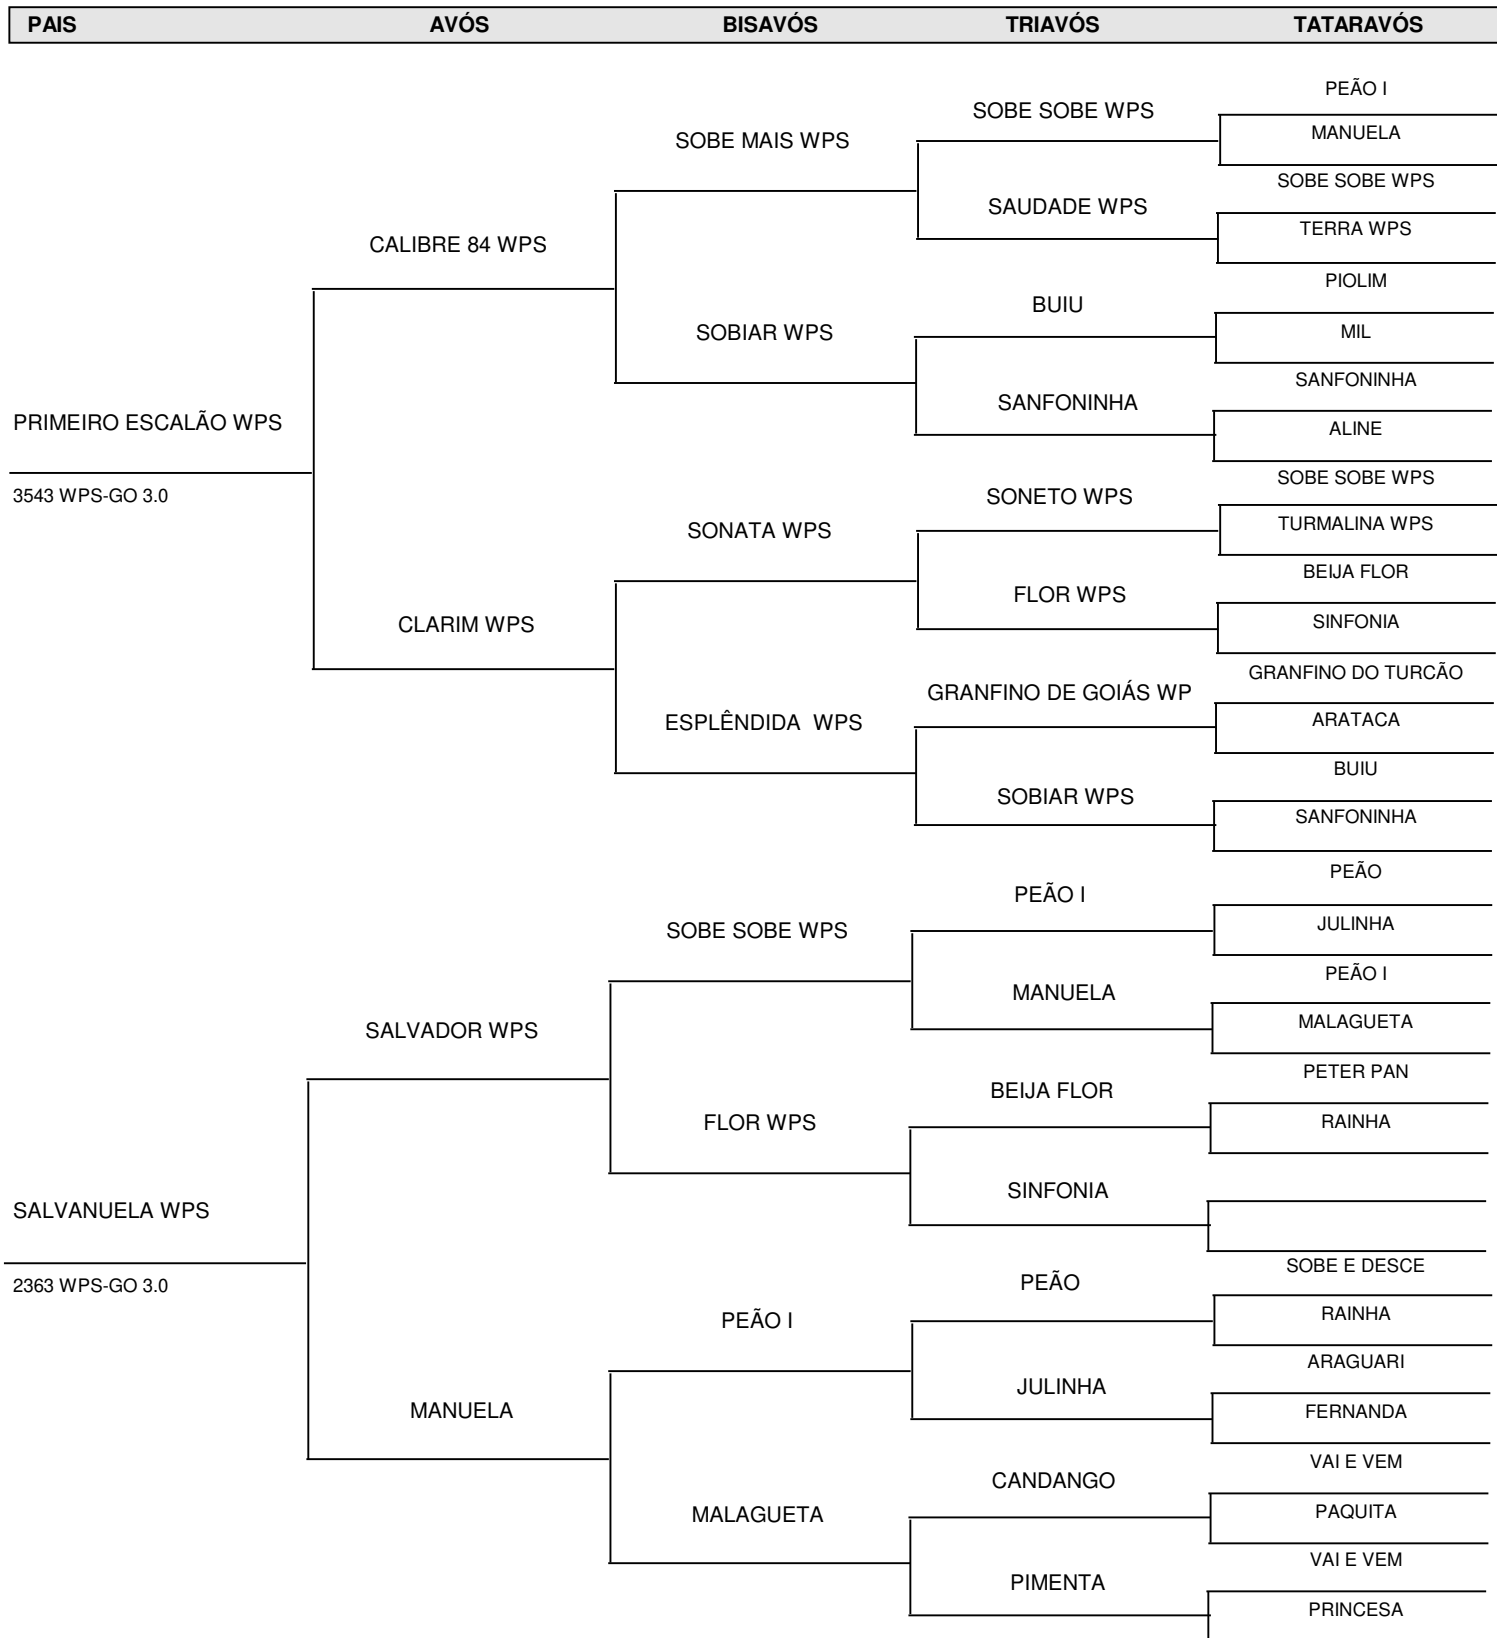 PAIS AVÓS BISAVÓS TRIAVÓS TATARAVÓS
PEÃO I
SOBE SOBE WPS
MANUELA
SOBE MAIS WPS
SOBE SOBE WPS
SAUDADE WPS
TERRA WPS
CALIBRE 84 WPS
PIOLIM
BUIU
MIL
SOBIAR WPS
SANFONINHA
SANFONINHA
ALINE
PRIMEIRO ESCALÃO WPS
3543 WPS-GO 3.0
SOBE SOBE WPS
SONETO WPS
TURMALINA WPS
SONATA WPS
BEIJA FLOR
FLOR WPS
SINFONIA
CLARIM WPS
GRANFINO DO TURCÃO
GRANFINO DE GOIÁS WP
ARATACA
ESPLÊNDIDA WPS
BUIU
SOBIAR WPS
SANFONINHA
PEÃO
PEÃO I
JULINHA
SOBE SOBE WPS
PEÃO I
MANUELA
MALAGUETA
SALVADOR WPS
PETER PAN
BEIJA FLOR
RAINHA
FLOR WPS
SINFONIA
SALVANUELA WPS
2363 WPS-GO 3.0
SOBE E DESCE
PEÃO
RAINHA
PEÃO I
ARAGUARI
JULINHA
FERNANDA
MANUELA
VAI E VEM
CANDANGO
PAQUITA
MALAGUETA
VAI E VEM
PIMENTA
PRINCESA